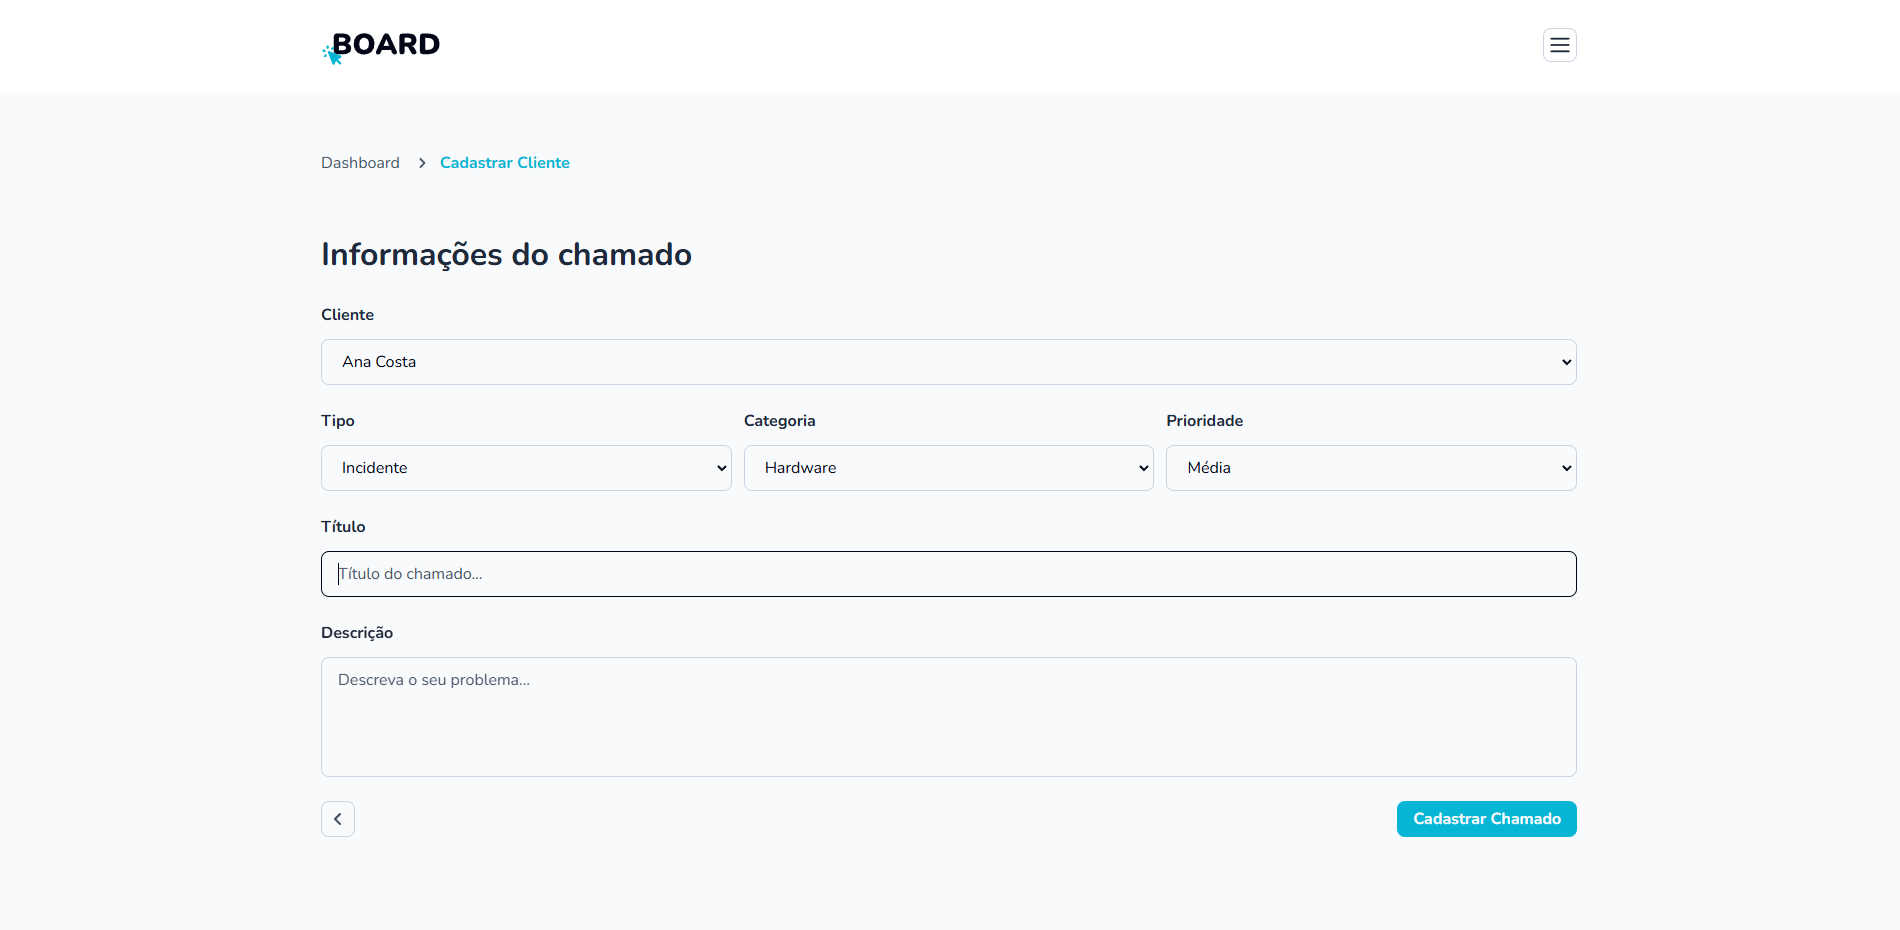 BOARD
Dashboard > Cadastrar Cliente
Informações do chamado
Cliente
Ana Costa
Tipo Categoria Prioridade
Incidente Hardware Média
Título
Título do chamado...
Descrição
Descreva o seu problema...
Cadastrar Chamado